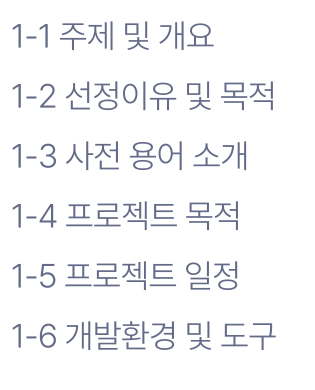 1-1 주제 및 개요
1-2 선정이유 및 목적
1-3 사전 용어 소개
1-4 프로젝트 목적
1-5 프로젝트 일정
1-6 개발환경 및 도구